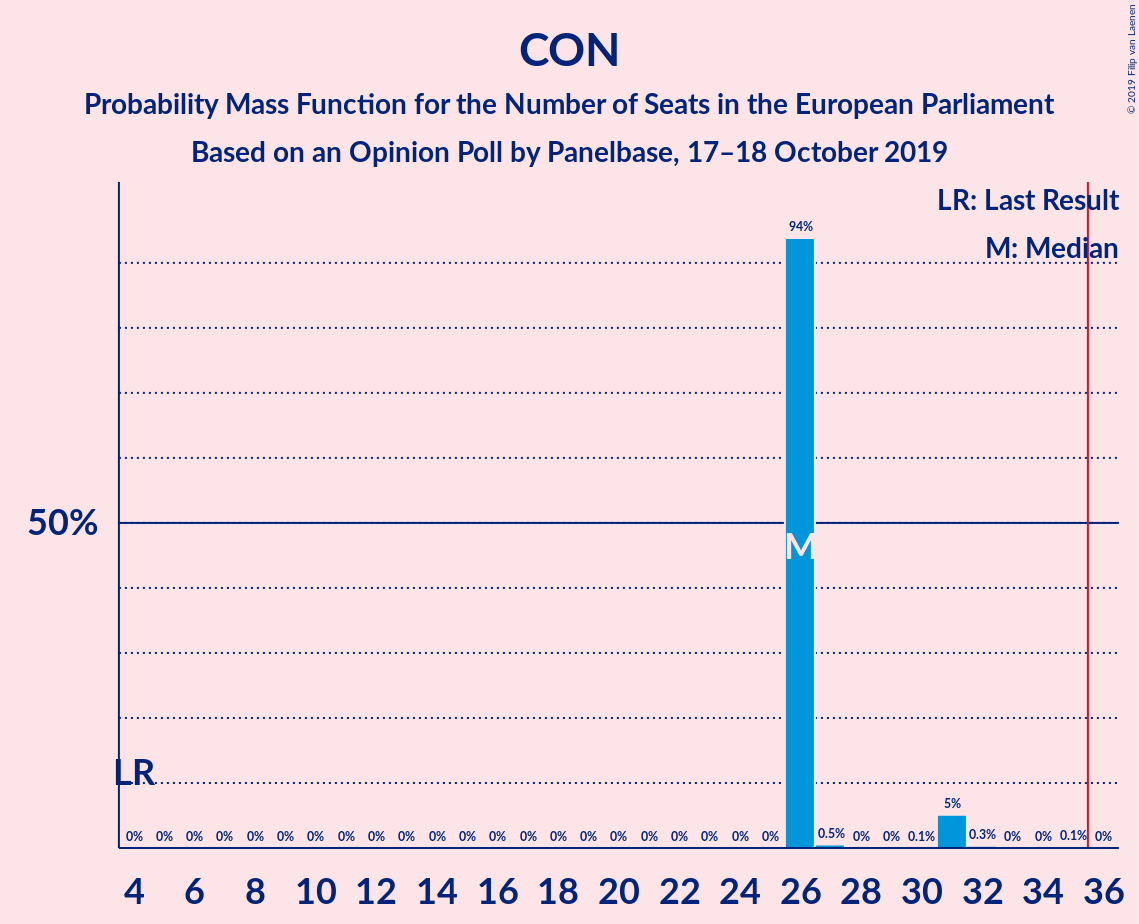 © 2019 Filip van Laenen
CON
Probability Mass Function for the Number of Seats in the European Parliament
Based on an Opinion Poll by Panelbase, 17–18 October 2019
LR: Last Result
M: Median
94%
50%
M
LR
5%
0% 0% 0% 0% 0% 0% 0% 0% 0% 0% 0% 0% 0% 0% 0% 0% 0% 0% 0% 0% 0% 0% 0.5% 0% 0% 0.1% 0.3% 0% 0% 0.1% 0%
4 6 8 10 12 14 16 18 20 22 24 26 28 30 32 34 36